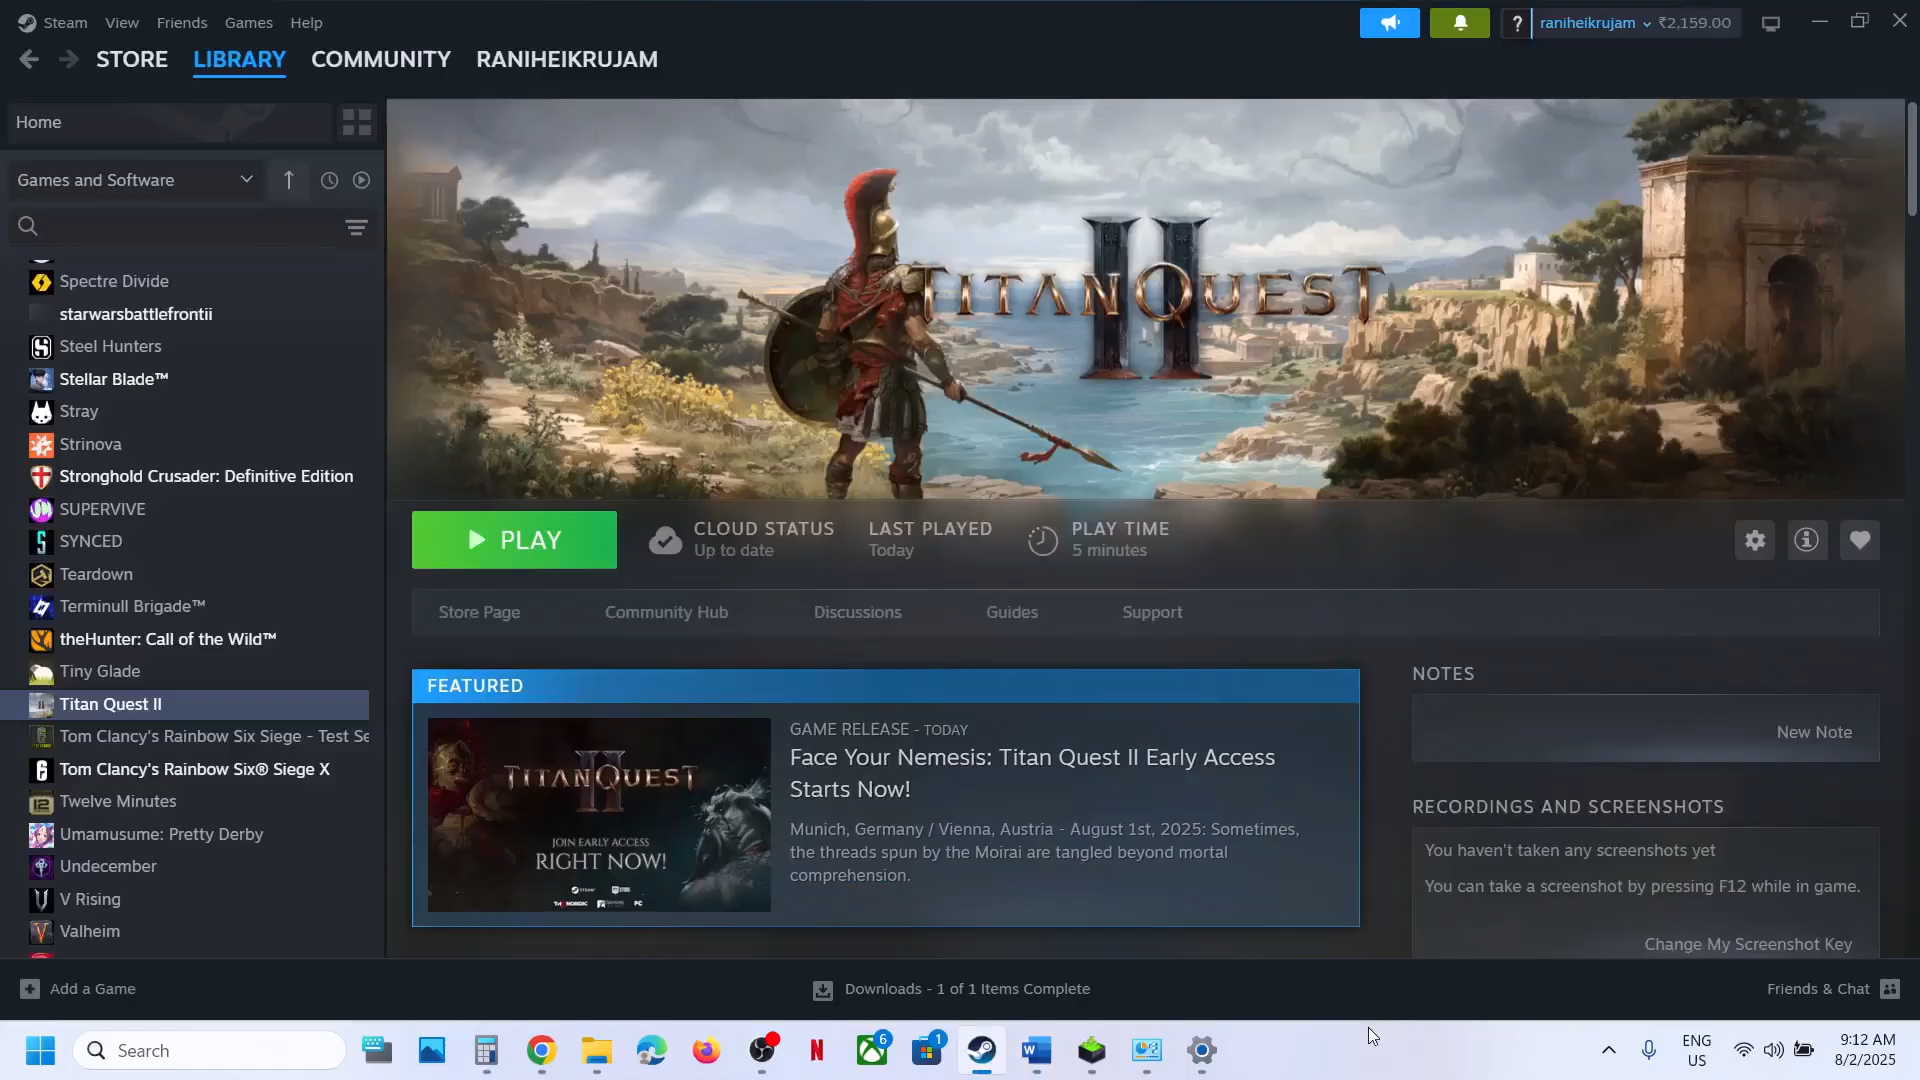 Steam View Friends Games Help
? raniheikrujam ₹2,159.00
STORE LIBRARY COMMUNITY RANIHEIKRUJAM
Home
Games and Software
Spectre Divide
starwarsbattlefrontii
Steel Hunters
Stellar Blade™
Stray
Strinova
Stronghold Crusader: Definitive Edition
SUPERVIVE
SYNCED
Teardown
Terminull Brigade™
theHunter: Call of the Wild™
Tiny Glade
Titan Quest II
Tom Clancy's Rainbow Six Siege - Test Se
Tom Clancy's Rainbow Six® Siege X
Twelve Minutes
Umamusume: Pretty Derby
Undecember
V Rising
Valheim
TITAN QUEST
II
PLAY
CLOUD STATUS
Up to date
LAST PLAYED
Today
PLAY TIME
5 minutes
Store Page Community Hub Discussions Guides Support
FEATURED
TITAN QUEST
II
JOIN EARLY ACCESS
RIGHT NOW!
GAME RELEASE - TODAY
Face Your Nemesis: Titan Quest II Early Access
Starts Now!
Munich, Germany / Vienna, Austria - August 1st, 2025: Sometimes,
the threads spun by the Moirai are tangled beyond mortal
comprehension.
NOTES
New Note
RECORDINGS AND SCREENSHOTS
You haven't taken any screenshots yet
You can take a screenshot by pressing F12 while in game.
Change My Screenshot Key
Add a Game
Downloads - 1 of 1 Items Complete
Friends & Chat
Search
6
1
ENG
US
9:12 AM
8/2/2025